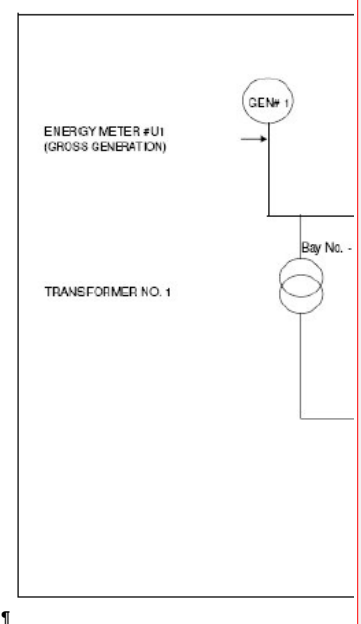 GEN# 1
ENERGY METER #U1
(GROSS GENERATION)
Bay No. -
TRANSFORMER NO. 1
¶